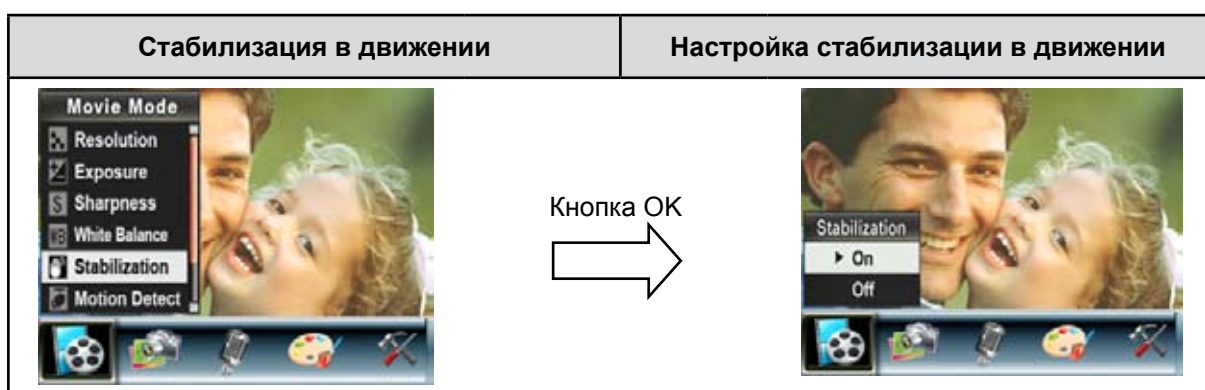 Стабилизация в движении
Настройка стабилизации в движении
Movie Mode
Resolution
Exposure
Sharpness
White Balance
Stabilization
Motion Detect
Кнопка OK
Stabilization
On
Off